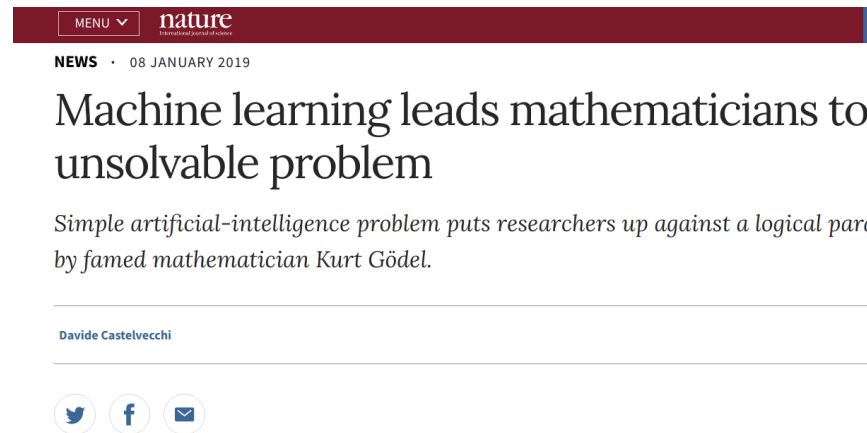 MENU
nature
International journal of science
NEWS · 08 JANUARY 2019
Machine learning leads mathematicians to
unsolvable problem
Simple artificial-intelligence problem puts researchers up against a logical
by famed mathematician Kurt Gödel.
Davide Castelvecchi